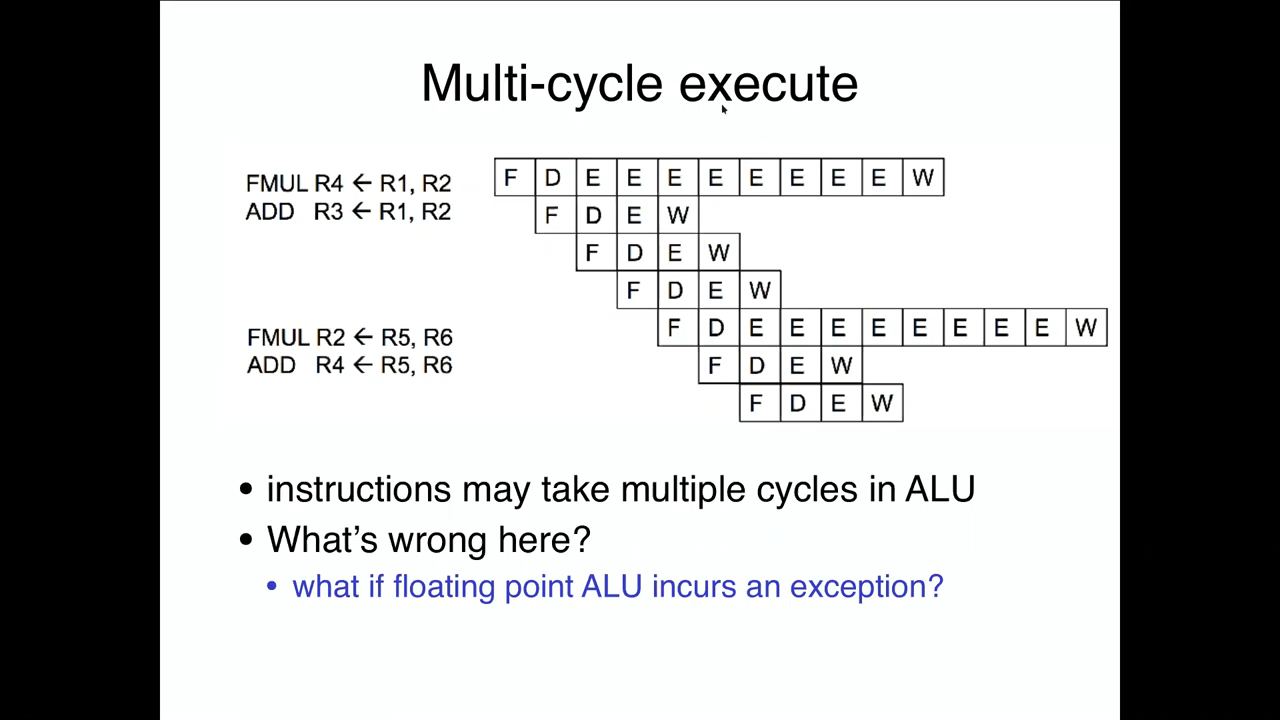 Multi-cycle execute
FMUL R4 ← R1, R2
ADD R3 ← R1, R2
F D E E E E E E E E W
F D E W
F D E W
F D E W
F D E E E E E E E E W
FMUL R2 ← R5, R6
ADD R4 ← R5, R6
F D E W
F D E W
• instructions may take multiple cycles in ALU
• What's wrong here?
• what if floating point ALU incurs an exception?